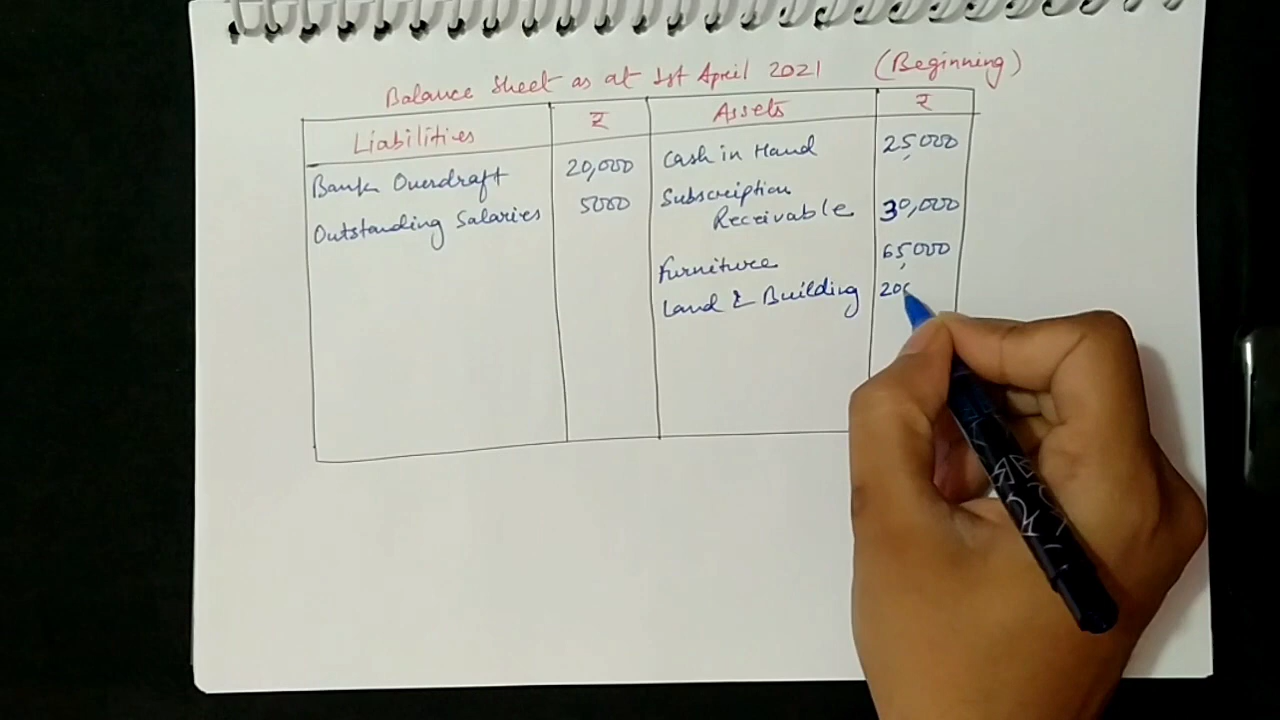 Balance Sheet as at 1st April 2021 (Beginning)
Liabilities ₹ Assets ₹
Bank Overdraft 20,000 Cash in Hand 25,000
Outstanding Salaries 5000 Subscription
Receivable 30,000
Furniture 65,000
Land & Building 200